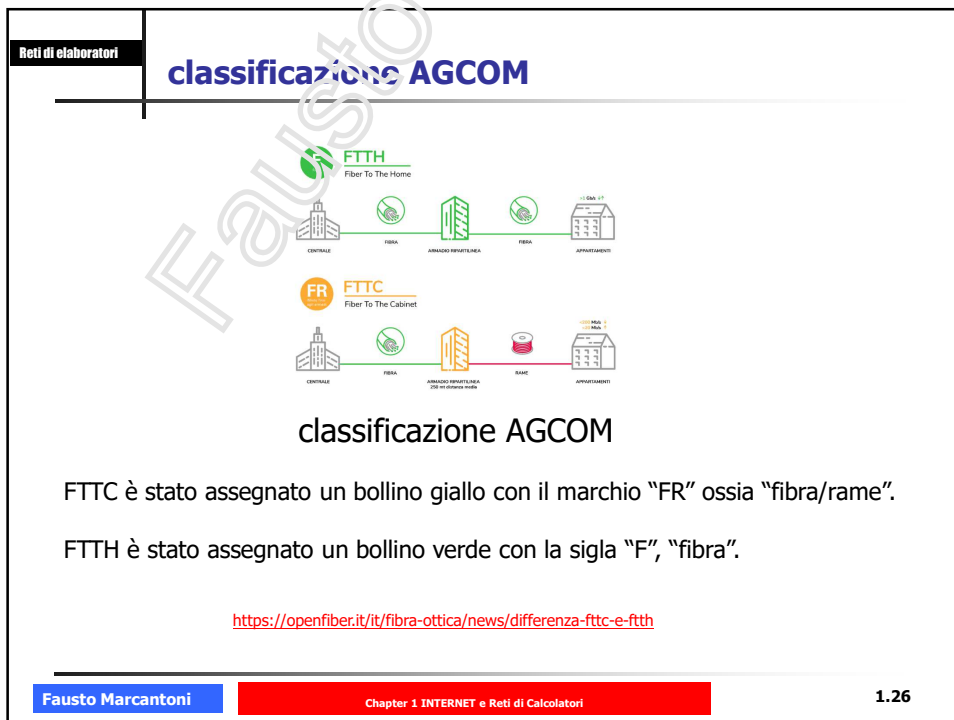 Reti di elaboratori
classificazione AGCOM
Fausto
F
FTTH
Fiber To The Home
<1 Gb/s
CENTRALE
FIBRA
ARMADIO RIPARTILINEA
FIBRA
APPARTAMENTI
FR
FTTC
Fiber To The Cabinet
CENTRALE
FIBRA
ARMADIO RIPARTILINEA
250 mt distanza media
RAME
APPARTAMENTI
classificazione AGCOM
FTTC è stato assegnato un bollino giallo con il marchio “FR” ossia “fibra/rame”.
FTTH è stato assegnato un bollino verde con la sigla “F”, “fibra”.
https://openfiber.it/it/fibra-ottica/news/differenza-fttc-e-ftth
Fausto Marcantoni
Chapter 1 INTERNET e Reti di Calcolatori
1.26